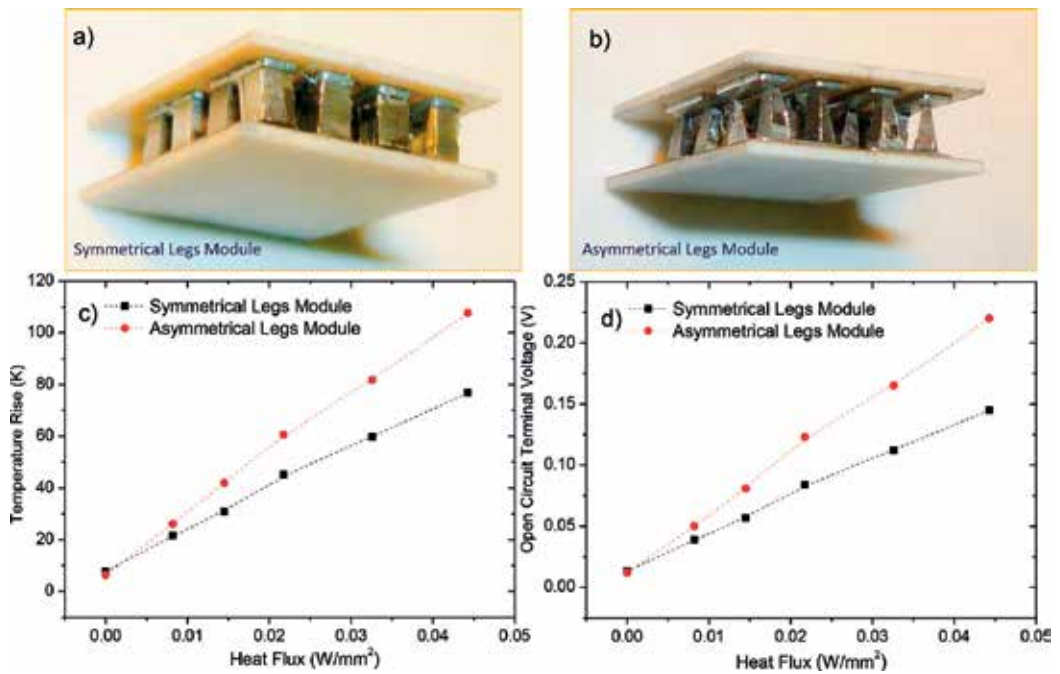 a)
b)
Symmetrical Legs Module
Asymmetrical Legs Module
c)
Symmetrical Legs Module
Asymmetrical Legs Module
Temperature Rise (K)
120
100
80
60
40
20
0
0.00 0.01 0.02 0.03 0.04 0.05
Heat Flux (W/mm²)
d)
Symmetrical Legs Module
Asymmetrical Legs Module
Open Circuit Terminal Voltage (V)
0.25
0.20
0.15
0.10
0.05
0.00
0.00 0.01 0.02 0.03 0.04 0.05
Heat Flux (W/mm²)